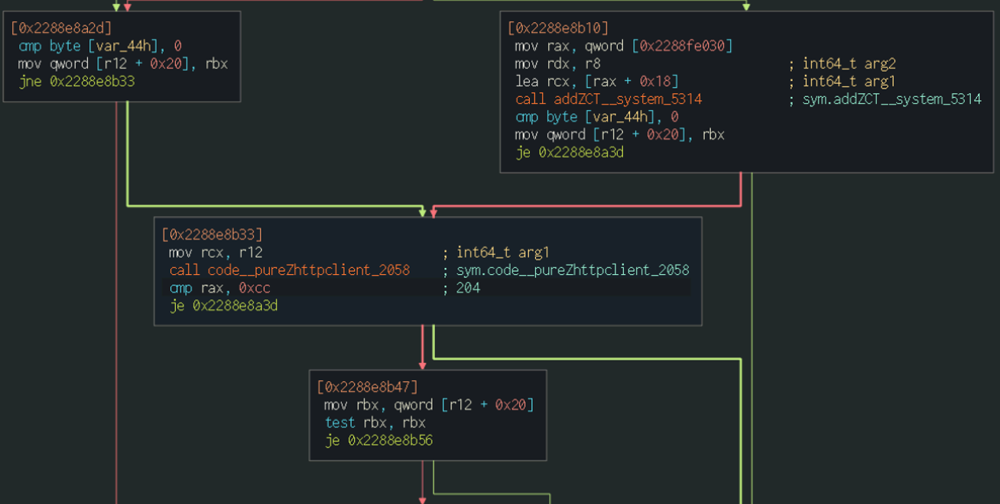 [0x2288e8a2d]
cmp byte [var_44h], 0
mov qword [r12 + 0x20], rbx
jne 0x2288e8b33
[0x2288e8b10]
mov rax, qword [0x2288fe030]
mov rdx, r8 ; int64_t arg2
lea rcx, [rax + 0x18] ; int64_t arg1
call addZCT__system_5314 ; sym.addZCT__system_5314
cmp byte [var_44h], 0
mov qword [r12 + 0x20], rbx
je 0x2288e8a3d
[0x2288e8b33]
mov rcx, r12 ; int64_t arg1
call code__pureZhttpclient_2058 ; sym.code__pureZhttpclient_2058
cmp rax, 0xcc ; 204
je 0x2288e8a3d
[0x2288e8b47]
mov rbx, qword [r12 + 0x20]
test rbx, rbx
je 0x2288e8b56